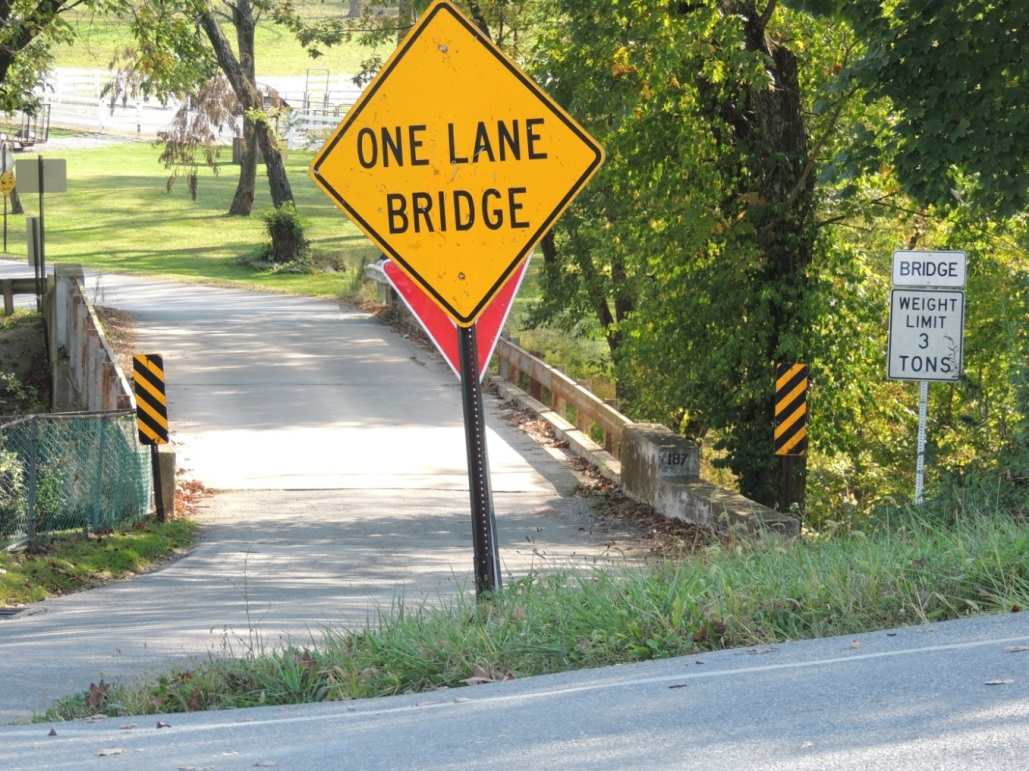 ONE LANE
BRIDGE
BRIDGE
WEIGHT
LIMIT
3
TONS
187